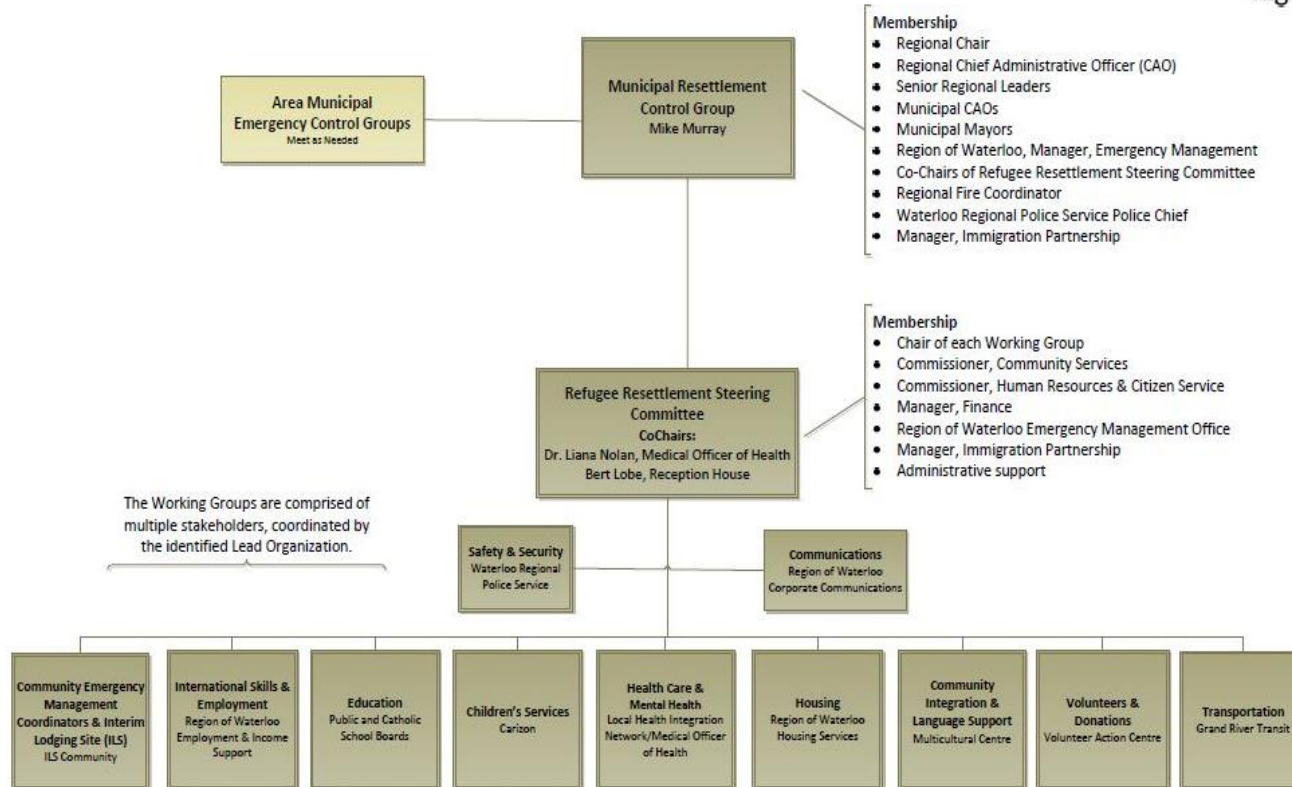 Membership
• Regional Chair
• Regional Chief Administrative Officer (CAO)
• Senior Regional Leaders
• Municipal CAOs
• Municipal Mayors
• Region of Waterloo, Manager, Emergency Management
• Co-Chairs of Refugee Resettlement Steering Committee
• Regional Fire Coordinator
• Waterloo Regional Police Service Police Chief
• Manager, Immigration Partnership
Municipal Resettlement
Control Group
Mike Murray
Area Municipal
Emergency Control Groups
Meet as Needed
Membership
• Chair of each Working Group
• Commissioner, Community Services
• Commissioner, Human Resources & Citizen Service
• Manager, Finance
• Region of Waterloo Emergency Management Office
• Manager, Immigration Partnership
• Administrative support
Refugee Resettlement Steering
Committee
CoChairs:
Dr. Liana Nolan, Medical Officer of Health
Bert Lobe, Reception House
The Working Groups are comprised of
multiple stakeholders, coordinated by
the identified Lead Organization.
Safety & Security
Waterloo Regional
Police Service
Communications
Region of Waterloo
Corporate Communications
Community Emergency
Management
Coordinators & Interim
Lodging Site (ILS)
ILS Community
International Skills &
Employment
Region of Waterloo
Employment & Income
Support
Education
Public and Catholic
School Boards
Children's Services
Carizon
Health Care &
Mental Health
Local Health Integration
Network/Medical Officer
of Health
Housing
Region of Waterloo
Housing Services
Community
Integration &
Language Support
Multicultural Centre
Volunteers &
Donations
Volunteer Action Centre
Transportation
Grand River Transit